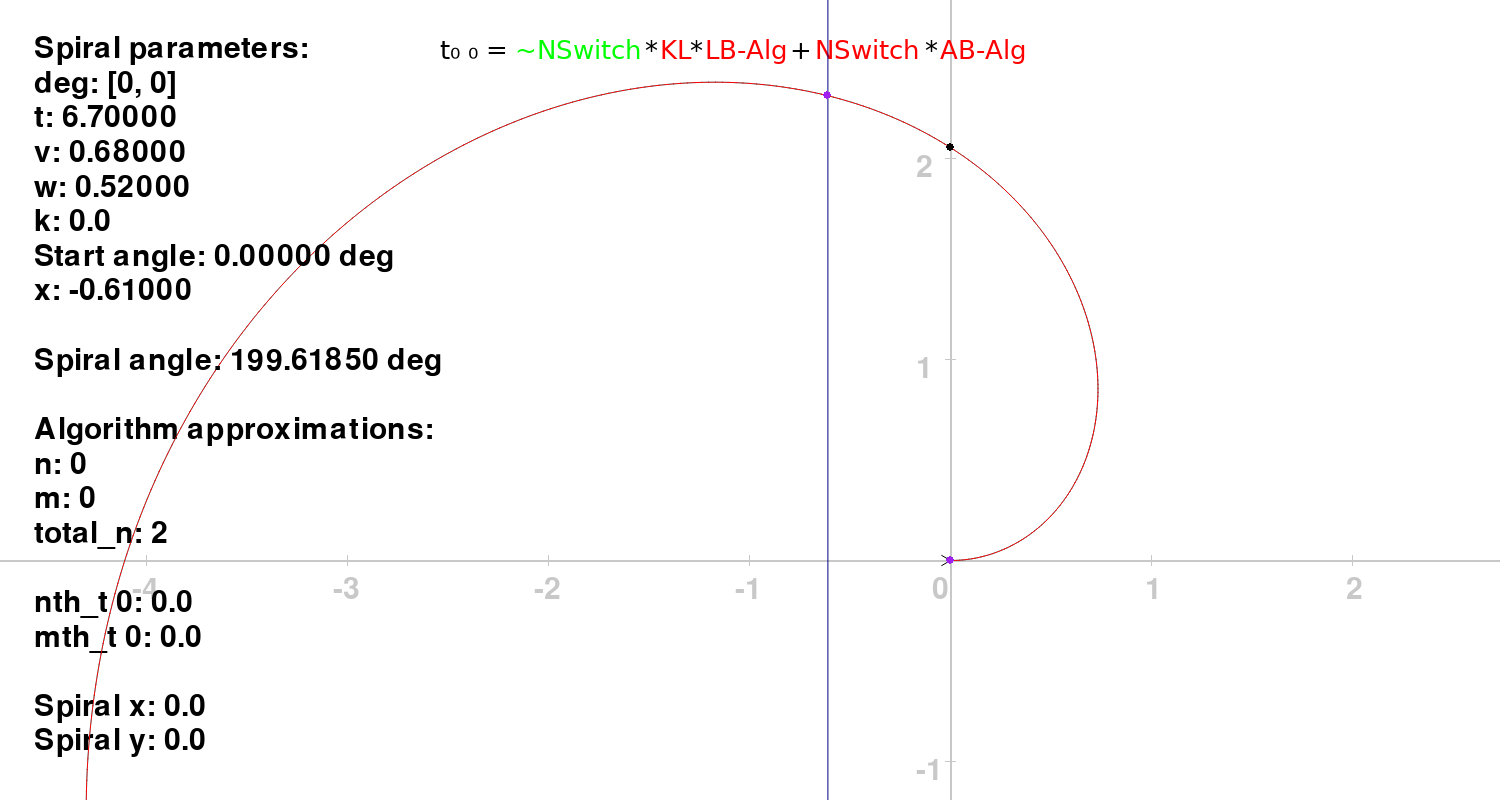 Spiral parameters:
t₀ ₀ = ~NSwitch*KL*LB-Alg+NSwitch*AB-Alg
deg: [0, 0]
t: 6.70000
v: 0.68000
w: 0.52000
k: 0.0
Start angle: 0.00000 deg
x: -0.61000
Spiral angle: 199.61850 deg
Algorithm approximations:
n: 0
m: 0
total_n: 2
nth_t 0: 0.0
mth_t 0: 0.0
Spiral x: 0.0
Spiral y: 0.0
2
1
-4 -3 -2 -1 0 1 2
-1